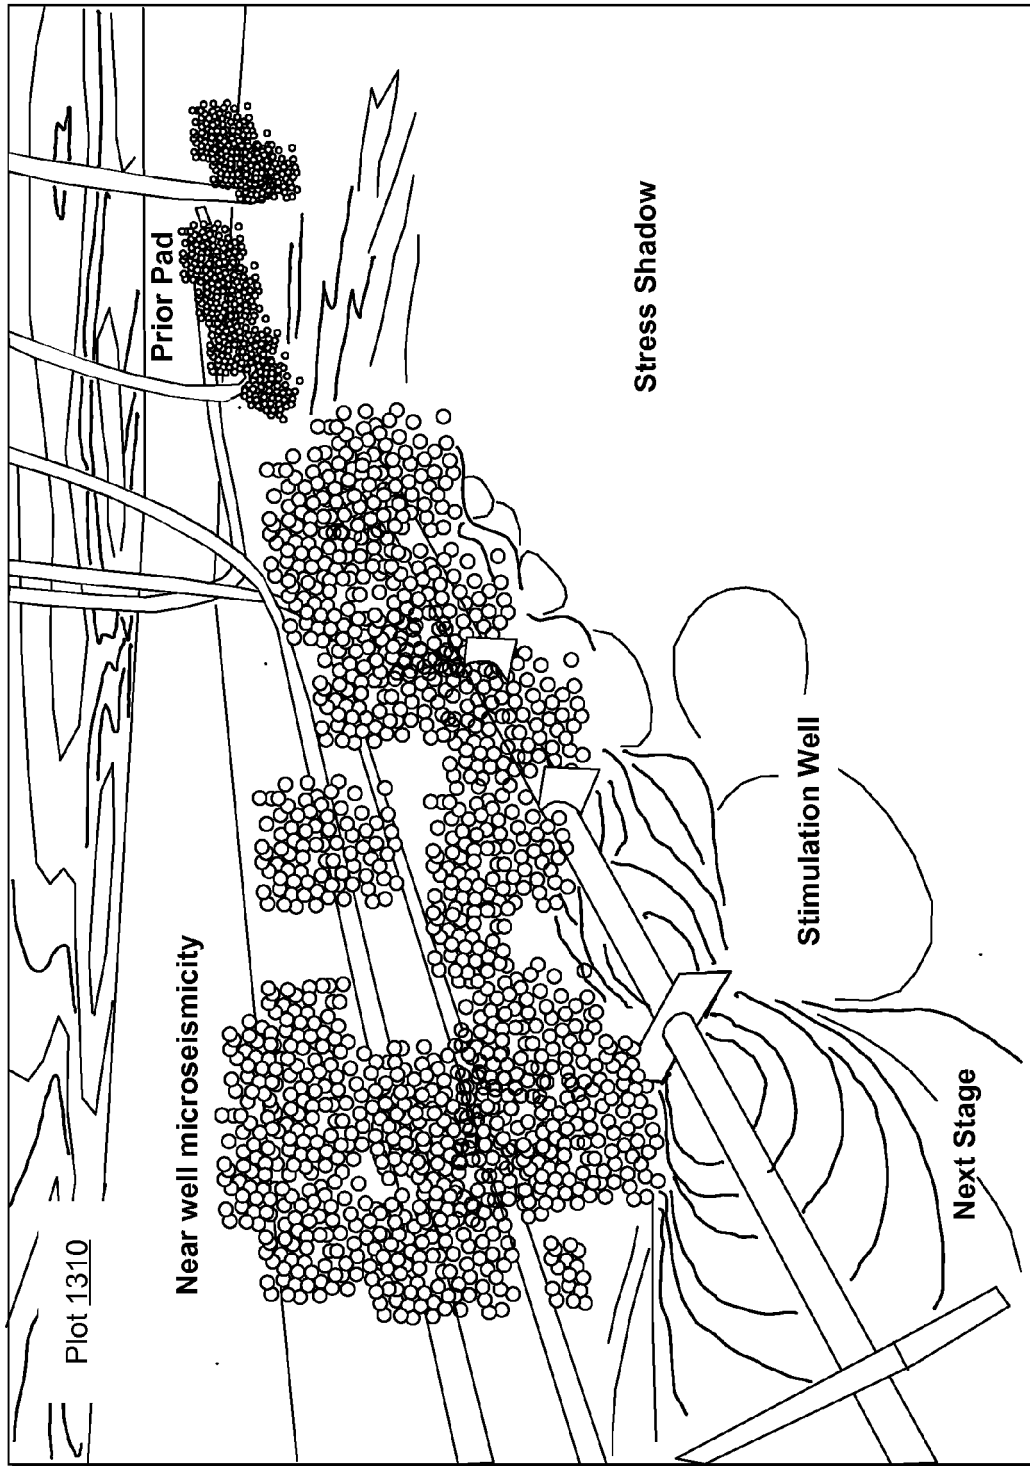 Plot 1310
Near well microseismicity
Prior Pad
Stress Shadow
Stimulation Well
Next Stage